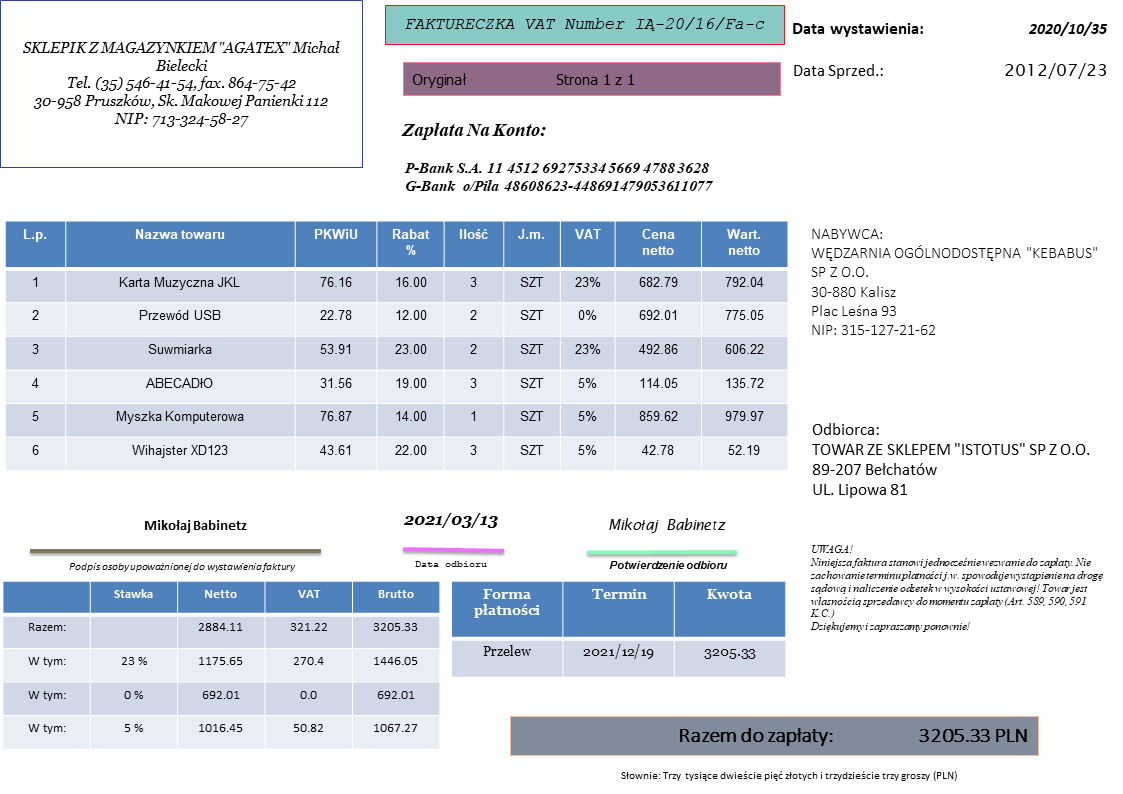 SKLEPIK Z MAGAZYNKIEM "AGATEX" Michał
Bielecki
Tel. (35) 546-41-54, fax. 864-75-42
30-958 Pruszków, Sk. Makowej Panienki 112
NIP: 713-324-58-27
FAKTURECZKA VAT Number IĄ-20/16/Fa-c
Oryginał Strona 1 z 1
Data wystawienia: 2020/10/35
Data Sprzed.: 2012/07/23
Zapłata Na Konto:
P-Bank S.A. 11 4512 69275334 5669 4788 3628
G-Bank o/Piła 48608623-448691479053611077
L.p. Nazwa towaru PKWiU Rabat % Ilość J.m. VAT Cena netto Wart. netto
1 Karta Muzyczna JKL 76.16 16.00 3 SZT 23% 682.79 792.04
2 Przewód USB 22.78 12.00 2 SZT 0% 692.01 775.05
3 Suwmiarka 53.91 23.00 2 SZT 23% 492.86 606.22
4 ABECADŁO 31.56 19.00 3 SZT 5% 114.05 135.72
5 Myszka Komputerowa 76.87 14.00 1 SZT 5% 859.62 979.97
6 Wihajster XD123 43.61 22.00 3 SZT 5% 42.78 52.19
NABYWCA:
WĘDZARNIA OGÓLNODOSTĘPNA "KEBABUS"
SP Z O.O.
30-880 Kalisz
Plac Leśna 93
NIP: 315-127-21-62
Odbiorca:
TOWAR ZE SKLEPEM "ISTOTUS" SP Z O.O.
89-207 Bełchatów
UL. Lipowa 81
Mikołaj Babinetz
Podpis osoby upoważnionej do wystawienia faktury
2021/03/13
Data odbioru
Mikołaj Babinetz
Potwierdzenie odbioru
UWAGA!
Niniejsza faktura stanowi jednocześnie wezwanie do zapłaty. Nie
zachowanie terminu płatności j.w. spowoduje wystąpienie na drogę
sądową i naliczenie odsetek w wysokości ustawowej! Towar jest
własnością sprzedawcy do momentu zapłaty (Art. 589, 590, 591
K.C.)
Dziękujemy i zapraszamy ponownie!
Stawka Netto VAT Brutto
Razem: 2884.11 321.22 3205.33
W tym: 23 % 1175.65 270.4 1446.05
W tym: 0 % 692.01 0.0 692.01
W tym: 5 % 1016.45 50.82 1067.27
Forma płatności Termin Kwota
Przelew 2021/12/19 3205.33
Razem do zapłaty: 3205.33 PLN
Słownie: Trzy tysiące dwieście pięć złotych i trzydzieście trzy groszy (PLN)